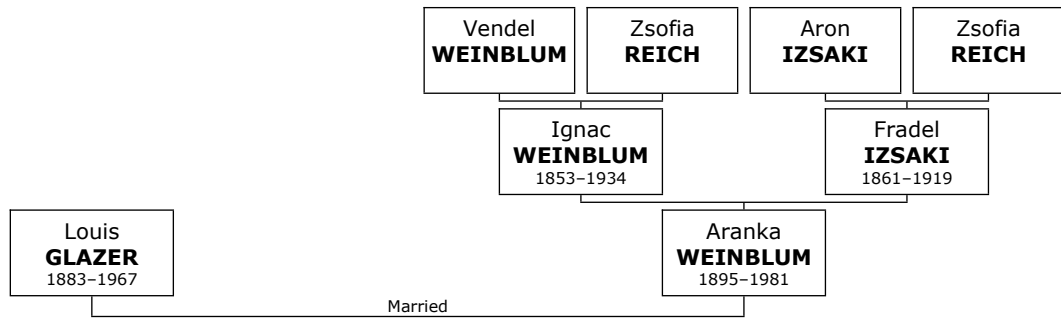 Vendel
WEINBLUM
Zsofia
REICH
Aron
IZSAKI
Zsofia
REICH
Ignac
WEINBLUM
1853–1934
Fradel
IZSAKI
1861–1919
Louis
GLAZER
1883–1967
Aranka
WEINBLUM
1895–1981
Married